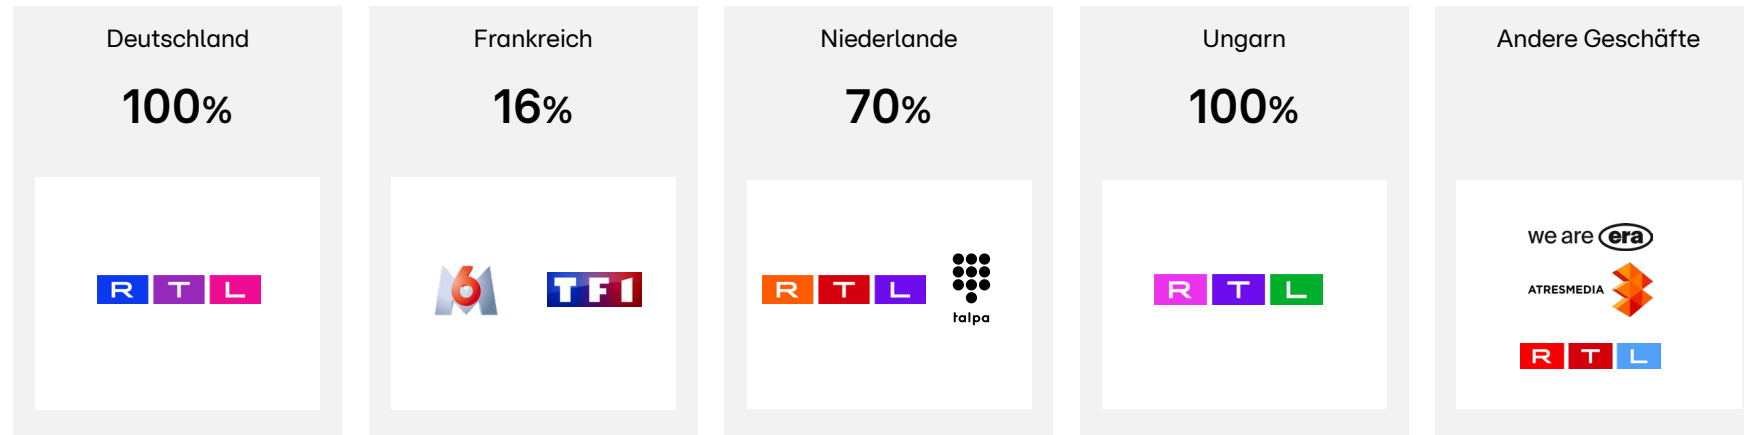 Deutschland
100%
RTL
Frankreich
16%
M6
TF1
Niederlande
70%
RTL
talpa
Ungarn
100%
RTL
Andere Geschäfte
we are era
ATRESMEDIA
RTL